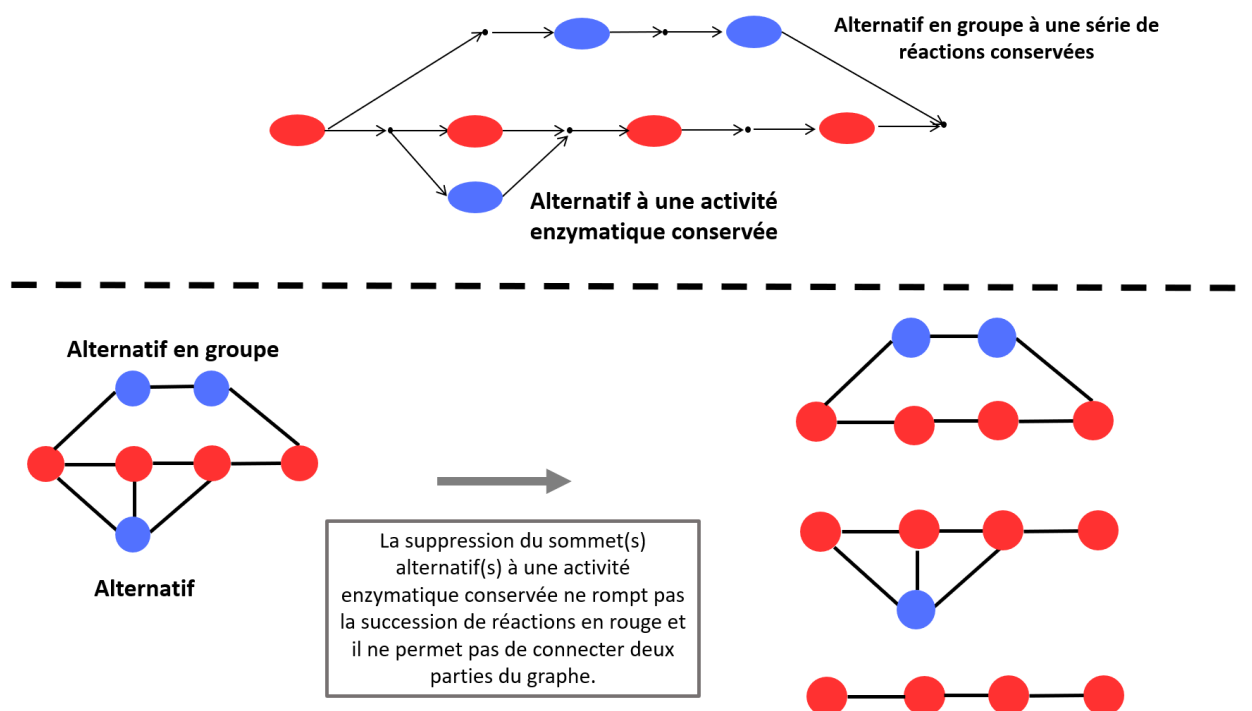 Alternatif en groupe à une série de
réactions conservées
Alternatif à une activité
enzymatique conservée
Alternatif en groupe
Alternatif
La suppression du sommet(s)
alternatif(s) à une activité
enzymatique conservée ne rompt pas
la succession de réactions en rouge et
il ne permet pas de connecter deux
parties du graphe.